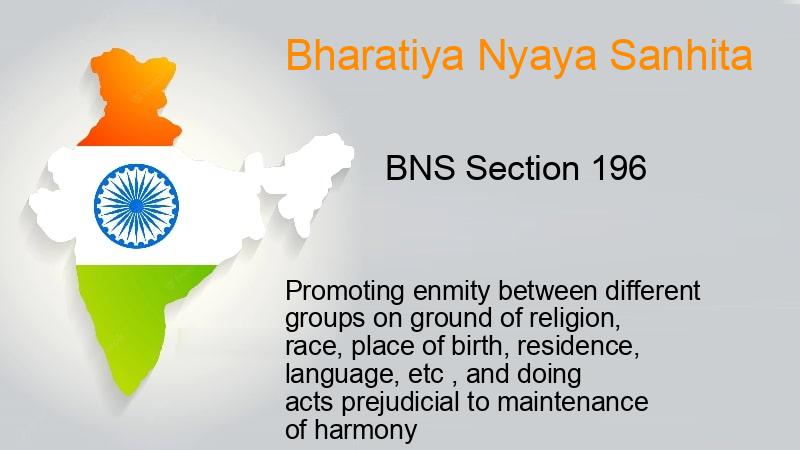 Bharatiya Nyaya Sanhita
BNS Section 196
Promoting enmity between different
groups on ground of religion,
race, place of birth, residence,
language, etc , and doing
acts prejudicial to maintenance
of harmony